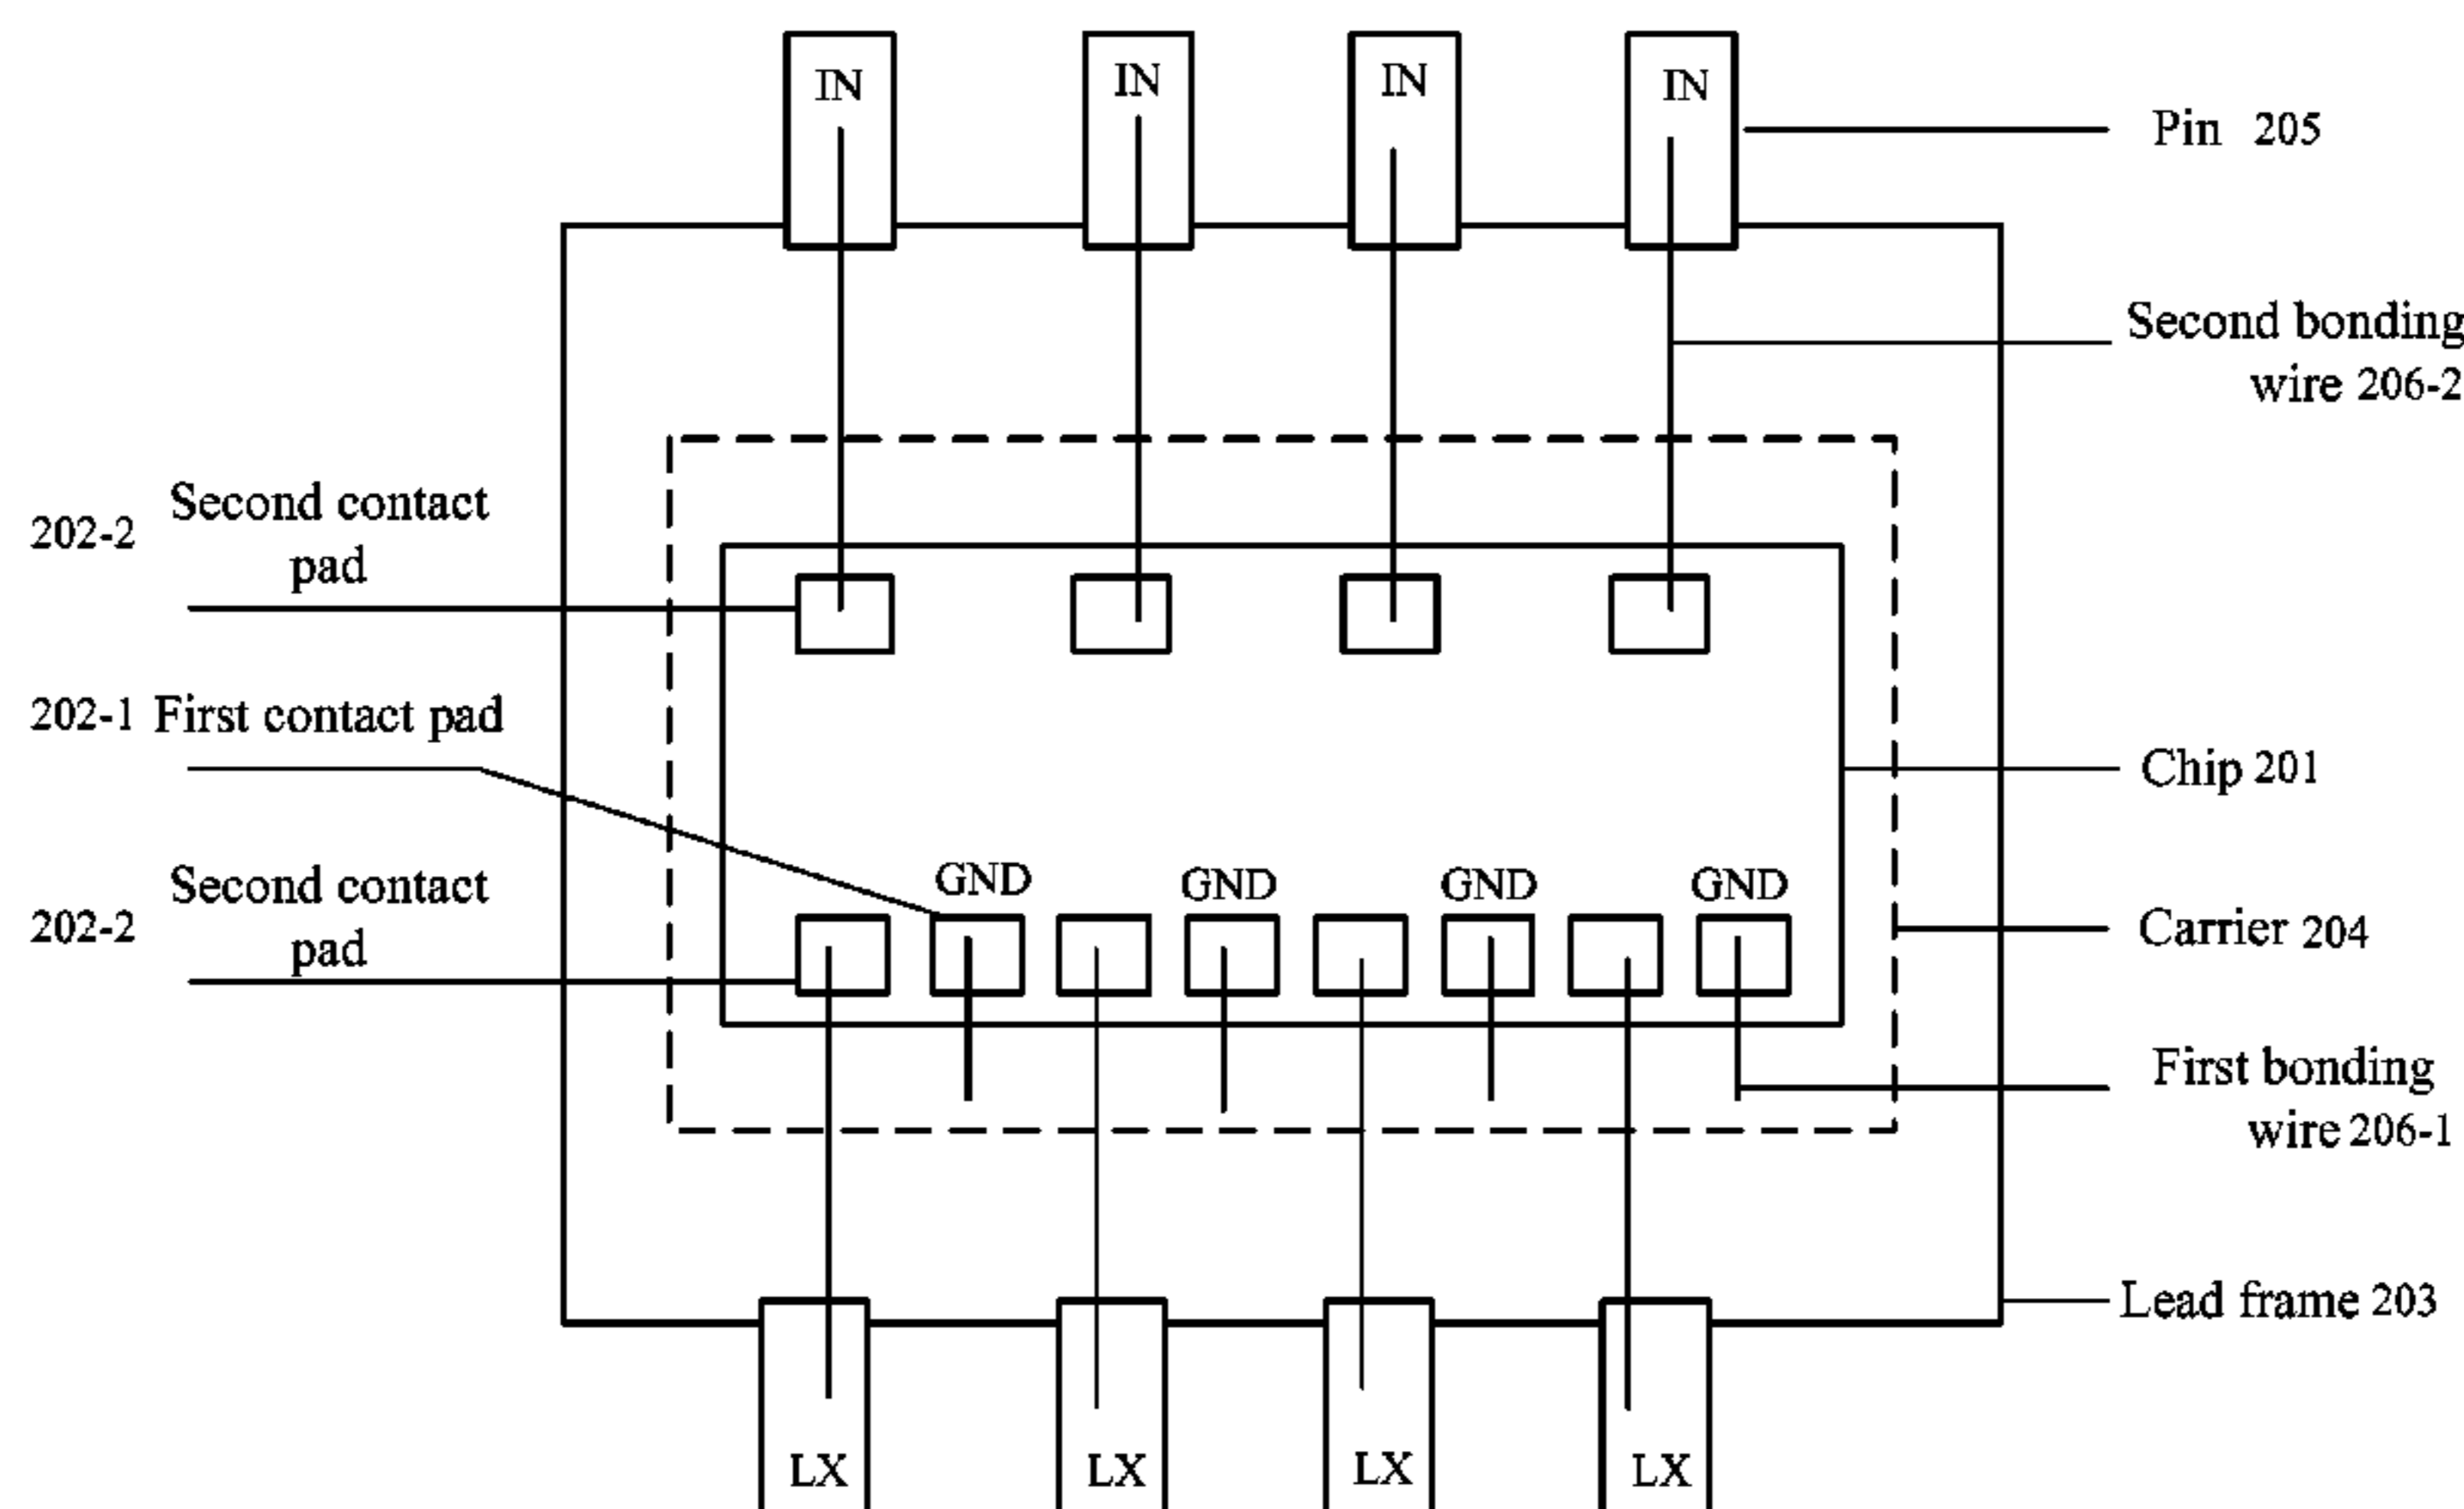 IN IN IN IN
Pin 205
Second bonding
wire 206-2
202-2 Second contact
pad
202-1 First contact pad
Chip 201
GND GND GND GND
202-2 Second contact
pad
Carrier 204
First bonding
wire 206-1
Lead frame 203
LX LX LX LX